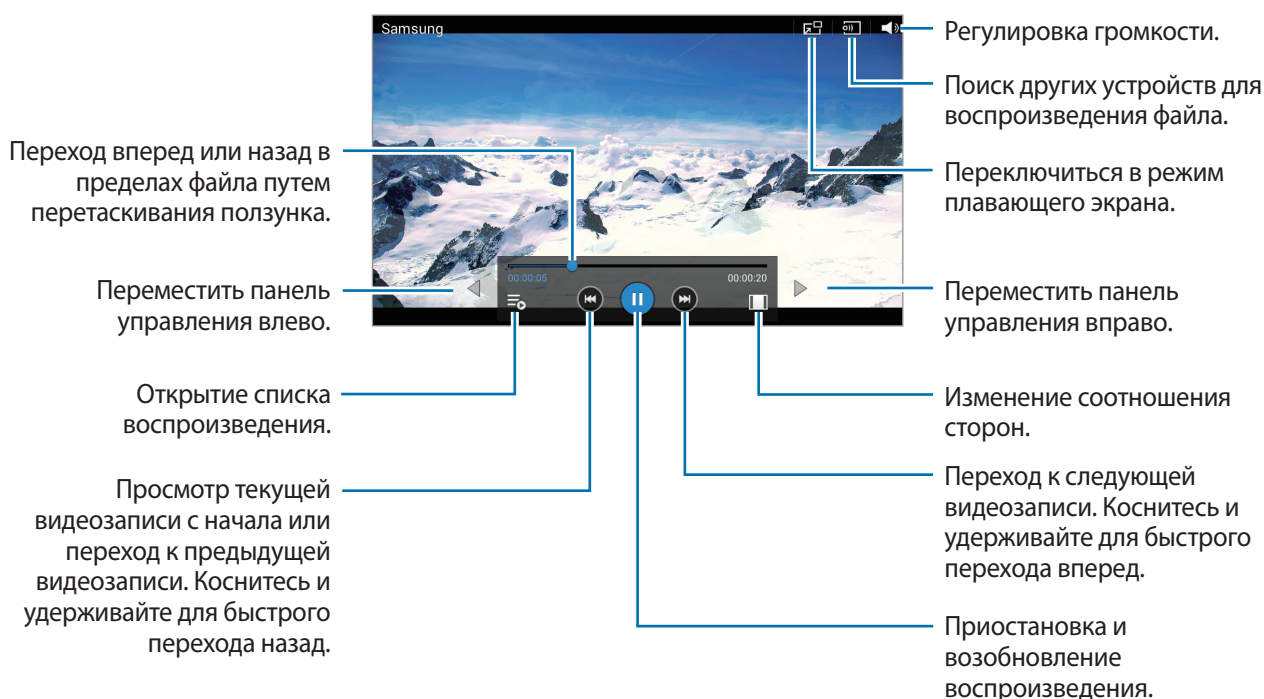 Samsung
Регулировка громкости.
Поиск других устройств для
воспроизведения файла.
Переход вперед или назад в
пределах файла путем
перетаскивания ползунка.
Переключиться в режим
плавающего экрана.
00:00:05
00:00:20
Переместить панель
управления влево.
Переместить панель
управления вправо.
Открытие списка
воспроизведения.
Изменение соотношения
сторон.
Просмотр текущей
видеозаписи с начала или
переход к предыдущей
видеозаписи. Коснитесь и
удерживайте для быстрого
перехода назад.
Переход к следующей
видеозаписи. Коснитесь и
удерживайте для быстрого
перехода вперед.
Приостановка и
возобновление
воспроизведения.